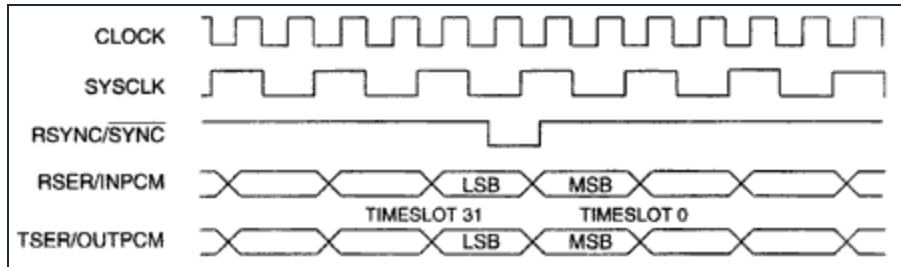 CLOCK
SYSCLK
RSYNC/SYNC
RSER/INPCM LSB MSB
TIMESLOT 31 TIMESLOT 0
TSER/OUTPCM LSB MSB